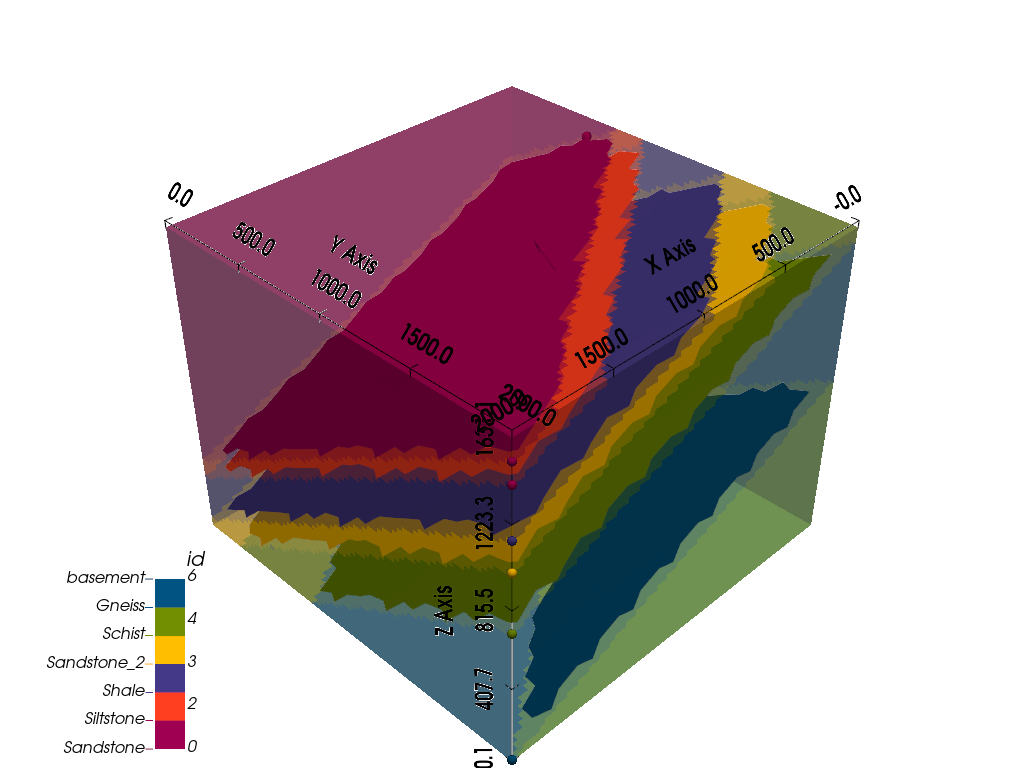 0.0
500.0
Y Axis
1000.0
1500.0
-0.0
500.0
X Axis
1000.0
1500.0
1223.3
815.5
Z Axis
407.7
0.1
id
basement
6
Gneiss
4
Schist
Sandstone_2
3
Shale
2
Siltstone
Sandstone
0